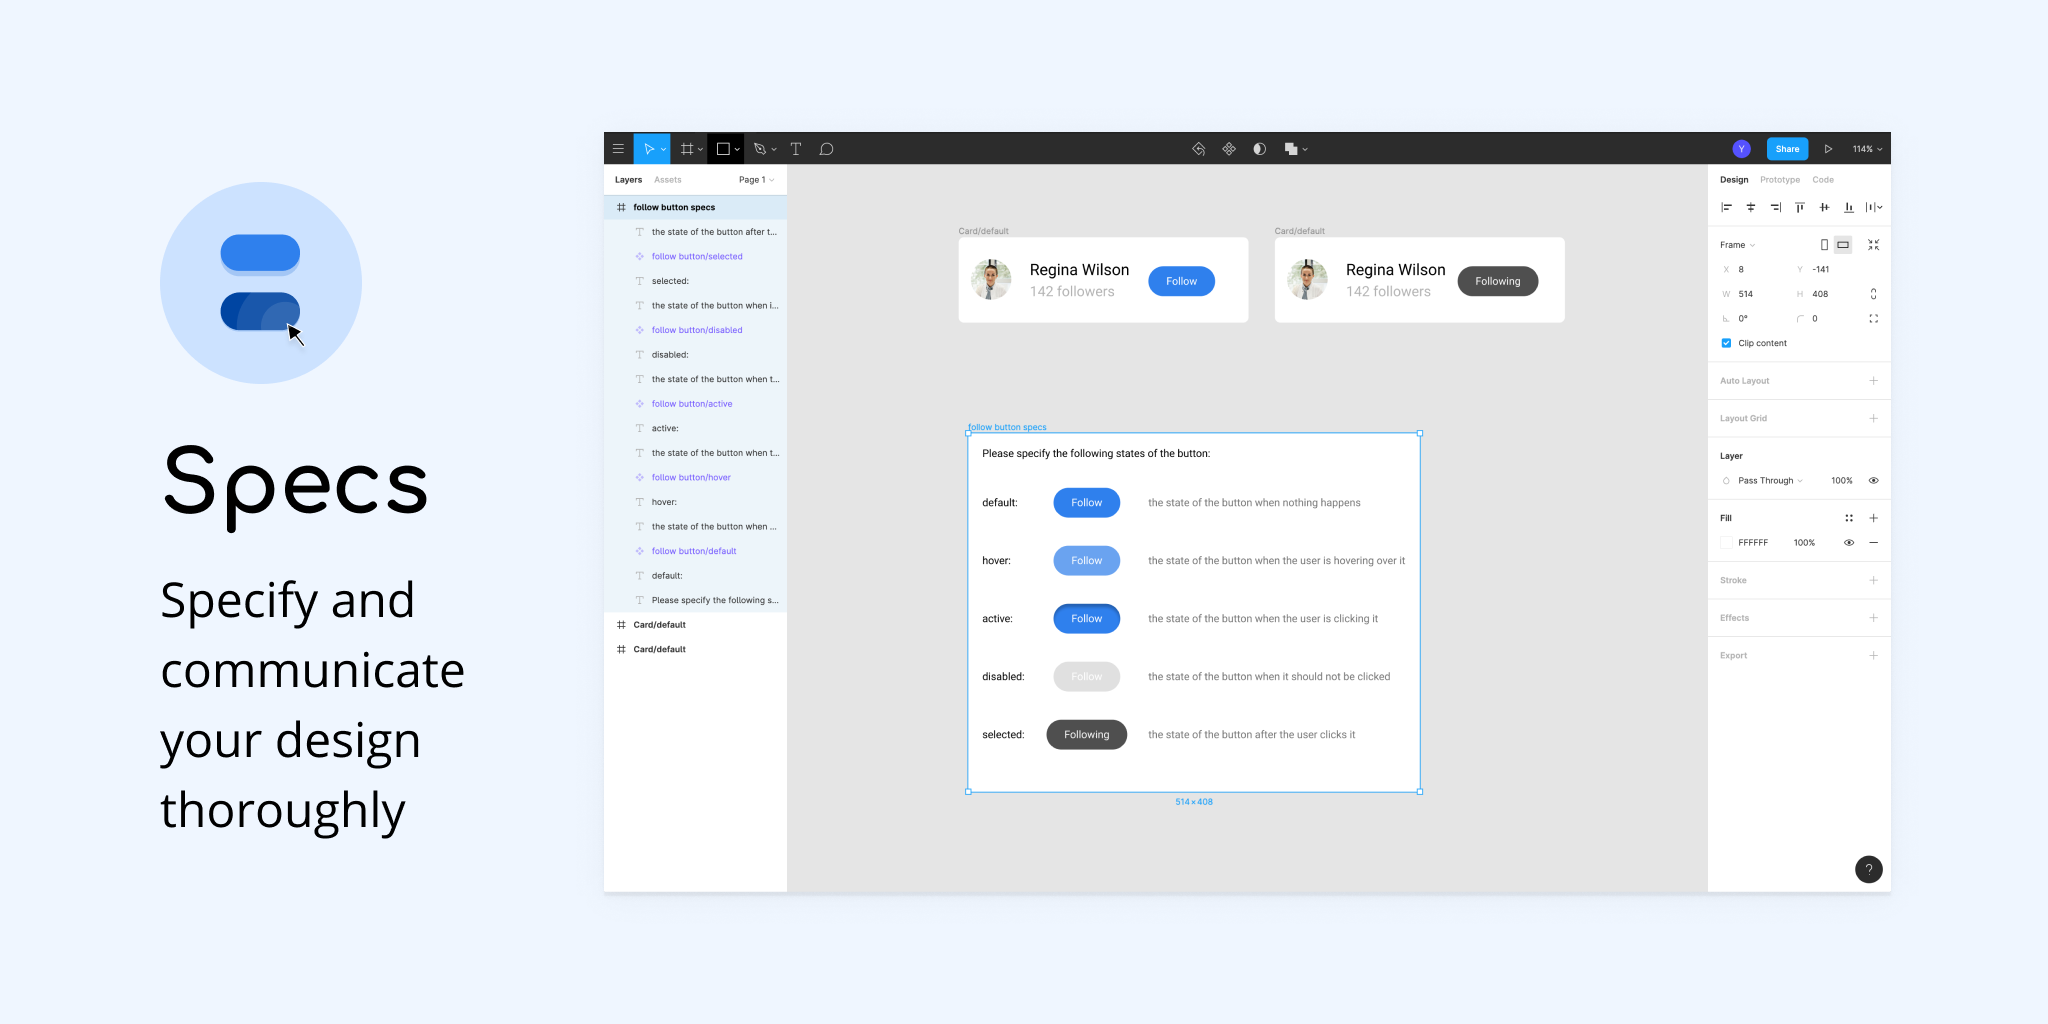 Specs
Specify and
communicate
your design
thoroughly
Y
Share
114%
Layers Assets Page 1
follow button specs
the state of the button after t...
follow button/selected
selected:
the state of the button when i...
follow button/disabled
disabled:
the state of the button when t...
follow button/active
active:
the state of the button when t...
follow button/hover
hover:
the state of the button when ...
follow button/default
default:
Please specify the following s...
Card/default
Card/default
Card/default
Regina Wilson
142 followers
Follow
Card/default
Regina Wilson
142 followers
Following
follow button specs
Please specify the following states of the button:
default: Follow the state of the button when nothing happens
hover: Follow the state of the button when the user is hovering over it
active: Follow the state of the button when the user is clicking it
disabled: Follow the state of the button when it should not be clicked
selected: Following the state of the button after the user clicks it
514 × 408
Design Prototype Code
Frame
X 8 Y -141
W 514 H 408
0° 0
Clip content
Auto Layout
Layout Grid
Layer
Pass Through 100%
Fill
FFFFFF 100%
Stroke
Effects
Export
?